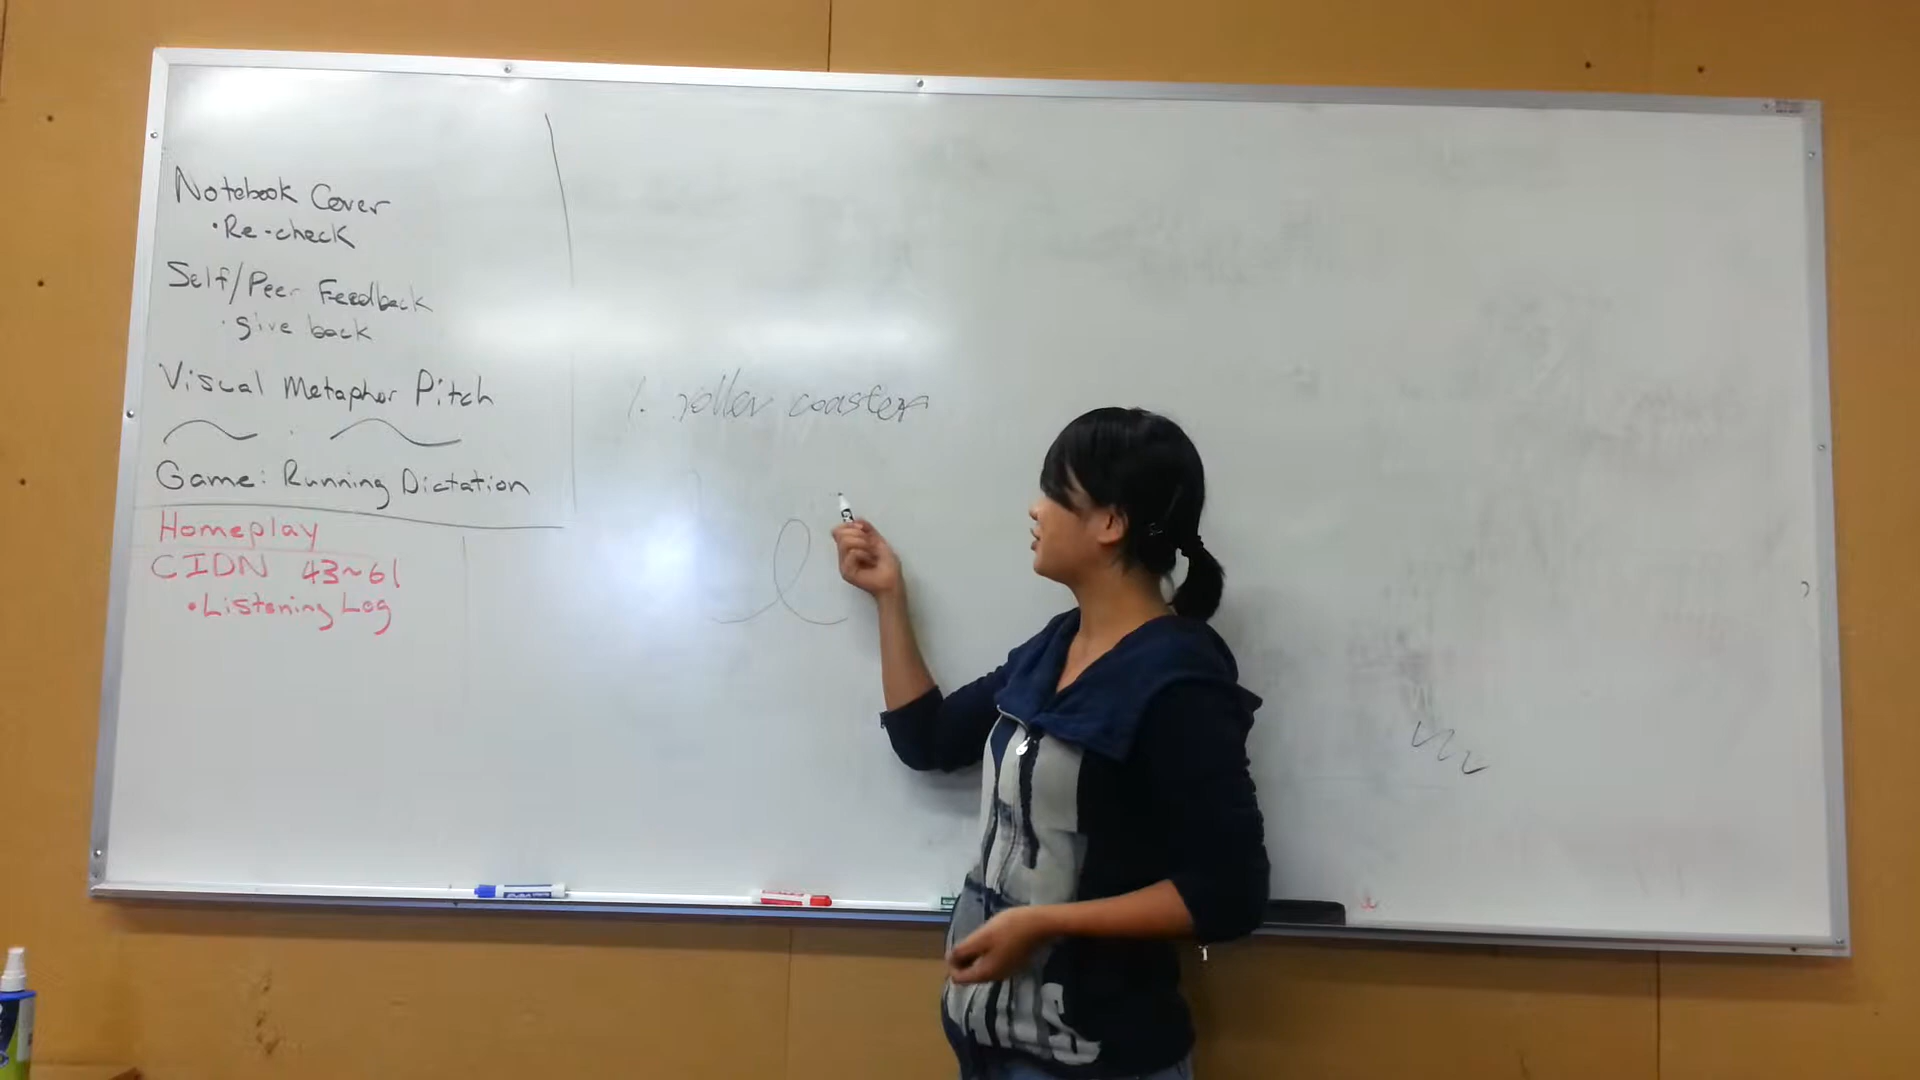 Notebook Cover
•Re-check
Self/Peer Feedback
•give back
Visual Metaphor Pitch
Game: Running Dictation
Homeplay
CIDN 43~61
•Listening Log
1. roller coaster